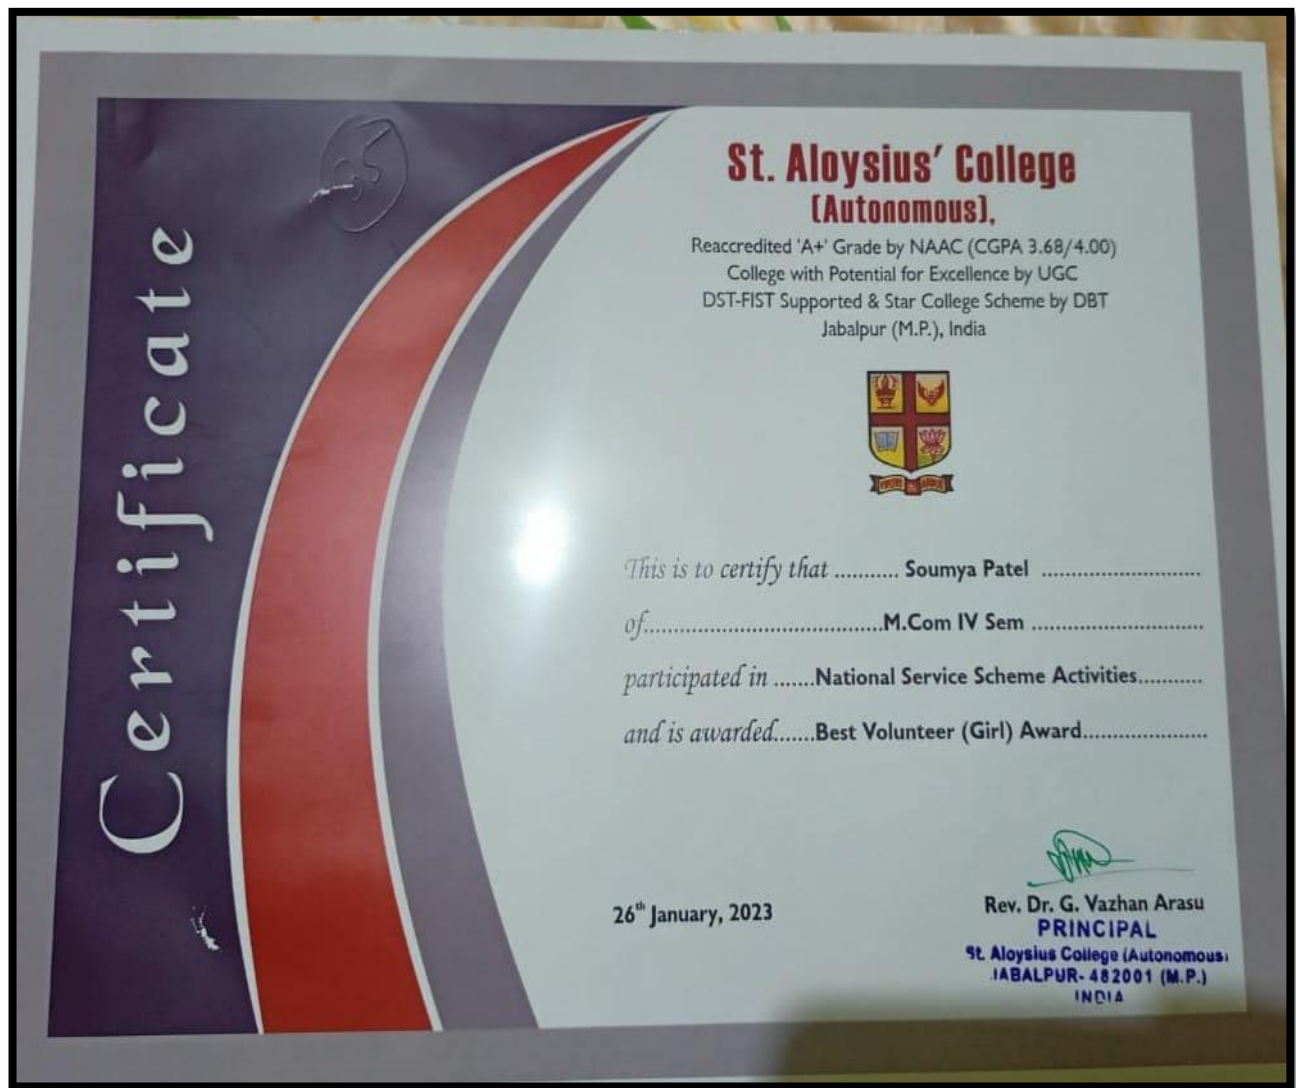 Certificate
St. Aloysius' College
(Autonomous),
Reaccredited 'A+' Grade by NAAC (CGPA 3.68/4.00)
College with Potential for Excellence by UGC
DST-FIST Supported & Star College Scheme by DBT
Jabalpur (M.P.), India
This is to certify that ........... Soumya Patel ...........................
of.......................................M.Com IV Sem .............................
participated in .......National Service Scheme Activities...........
and is awarded.......Best Volunteer (Girl) Award.....................
26th January, 2023
Rev. Dr. G. Vazhan Arasu
PRINCIPAL
St. Aloysius College (Autonomous)
JABALPUR- 482001 (M.P.)
INDIA